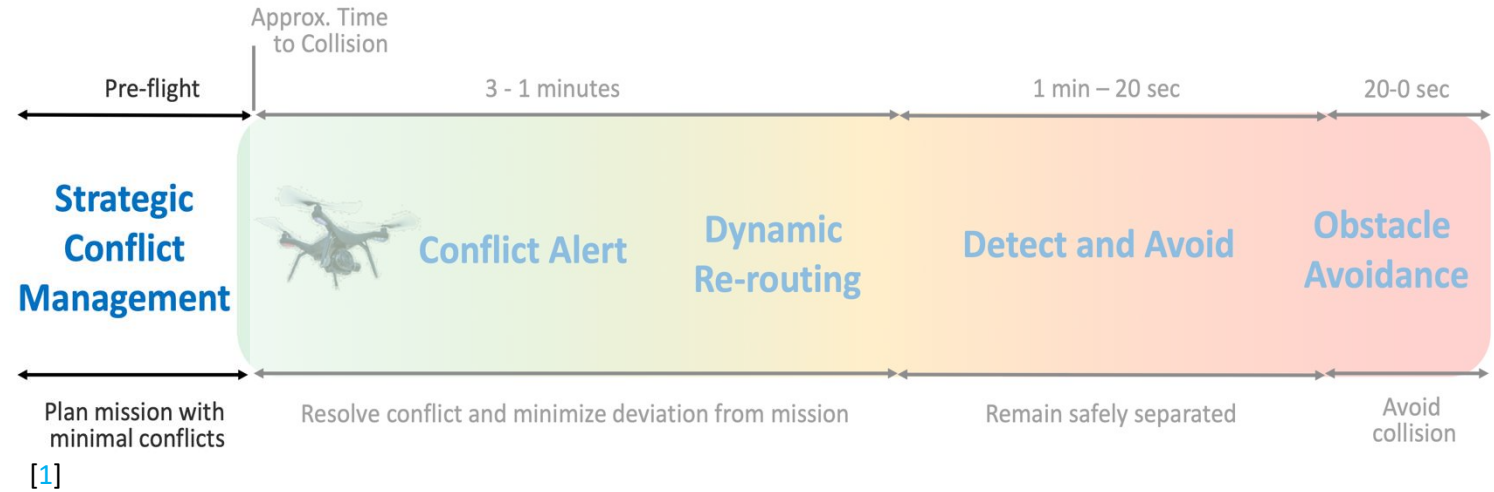 Approx. Time
to Collision
Pre-flight
3 - 1 minutes
1 min – 20 sec
20-0 sec
Strategic
Conflict
Management
Conflict Alert
Dynamic
Re-routing
Detect and Avoid
Obstacle
Avoidance
Plan mission with
minimal conflicts
Resolve conflict and minimize deviation from mission
Remain safely separated
Avoid
collision
[1]